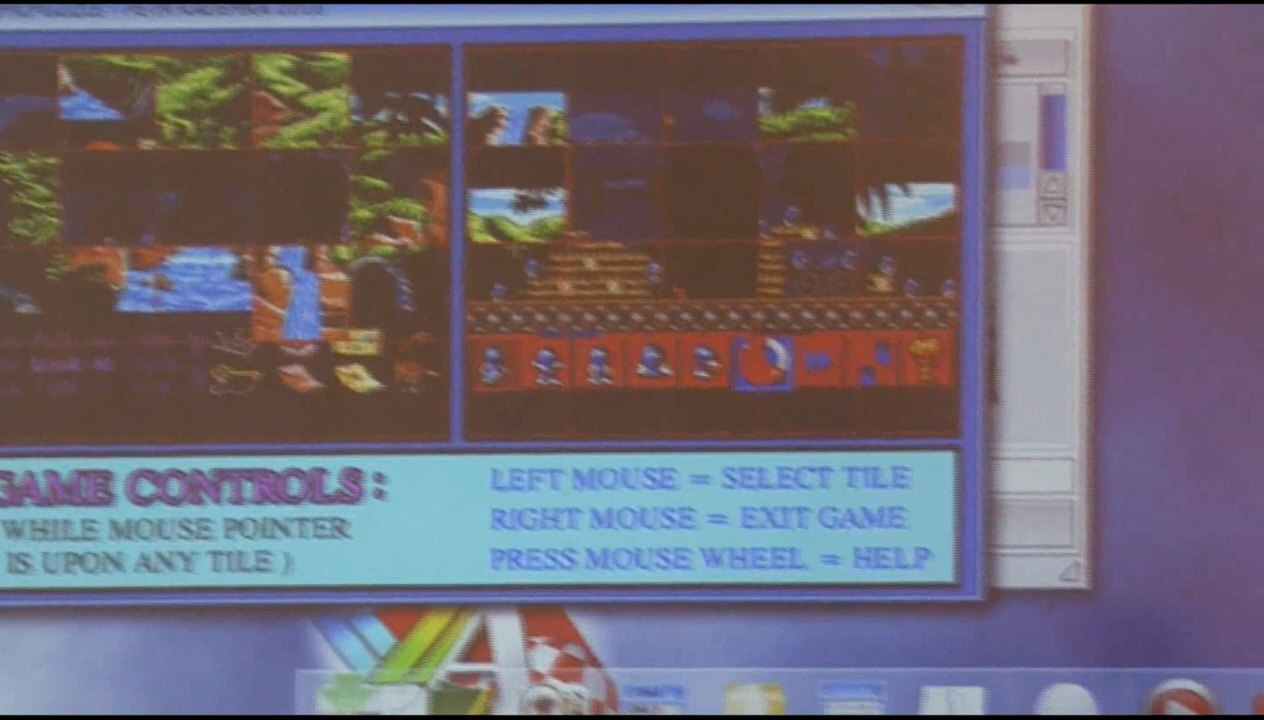 GAME CONTROLS:
WHILE MOUSE POINTER
IS UPON ANY TILE )
LEFT MOUSE = SELECT TILE
RIGHT MOUSE = EXIT GAME
PRESS MOUSE WHEEL = HELP